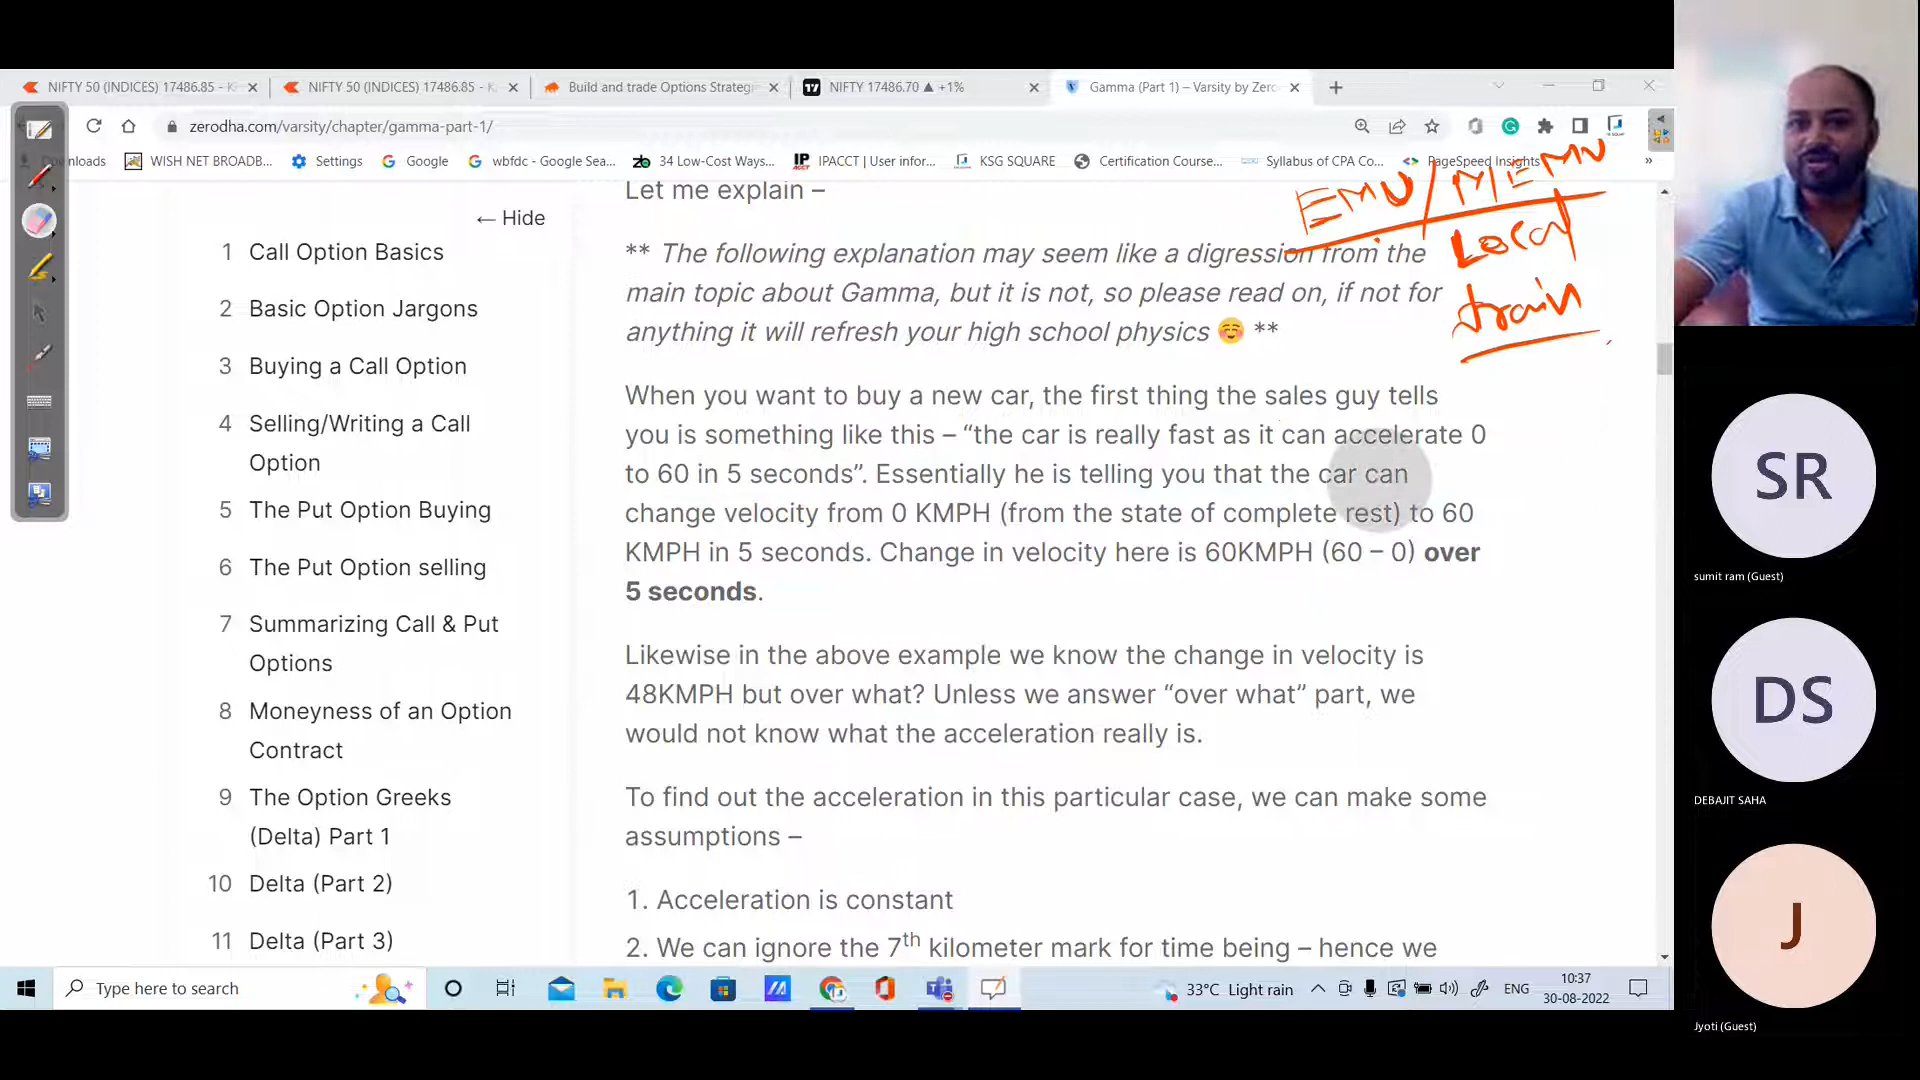 NIFTY 50 (INDICES) 17486.85 - K
NIFTY 50 (INDICES) 17486.85 - K
Build and trade Options Strateg
NIFTY 17486.70 ▲ +1%
Gamma (Part 1) – Varsity by Zero
zerodha.com/varsity/chapter/gamma-part-1/
WISH NET BROADB...
Settings
Google
wbfdc - Google Sea...
34 Low-Cost Ways...
IPACCT | User infor...
KSG SQUARE
Certification Course...
Syllabus of CPA Co...
PageSpeed Insights
»
EMU/MEMU
Local
train
← Hide
1 Call Option Basics
2 Basic Option Jargons
3 Buying a Call Option
4 Selling/Writing a Call
Option
5 The Put Option Buying
6 The Put Option selling
7 Summarizing Call & Put
Options
8 Moneyness of an Option
Contract
9 The Option Greeks
(Delta) Part 1
10 Delta (Part 2)
11 Delta (Part 3)
Let me explain –
** The following explanation may seem like a digression from the
main topic about Gamma, but it is not, so please read on, if not for
anything it will refresh your high school physics ☺️ **
When you want to buy a new car, the first thing the sales guy tells
you is something like this – “the car is really fast as it can accelerate 0
to 60 in 5 seconds”. Essentially he is telling you that the car can
change velocity from 0 KMPH (from the state of complete rest) to 60
KMPH in 5 seconds. Change in velocity here is 60KMPH (60 – 0) over
5 seconds.
Likewise in the above example we know the change in velocity is
48KMPH but over what? Unless we answer “over what” part, we
would not know what the acceleration really is.
To find out the acceleration in this particular case, we can make some
assumptions –
1. Acceleration is constant
2. We can ignore the 7th kilometer mark for time being – hence we
Type here to search
33°C Light rain
ENG
10:37
30-08-2022
SR
sumit ram (Guest)
DS
DEBAJIT SAHA
J
Jyoti (Guest)